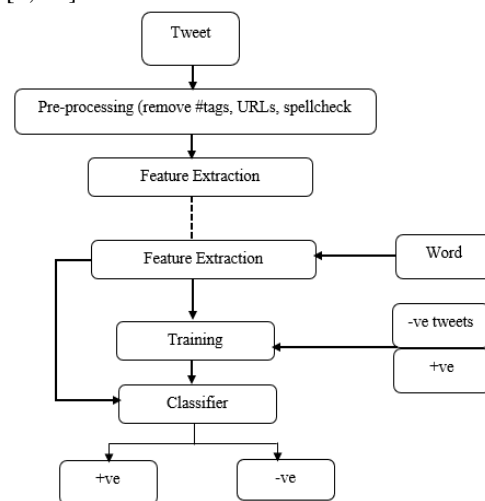 Tweet
Pre-processing (remove #tags, URLs, spellcheck
Feature Extraction
Feature Extraction
Word
-ve tweets
Training
+ve
Classifier
+ve
-ve